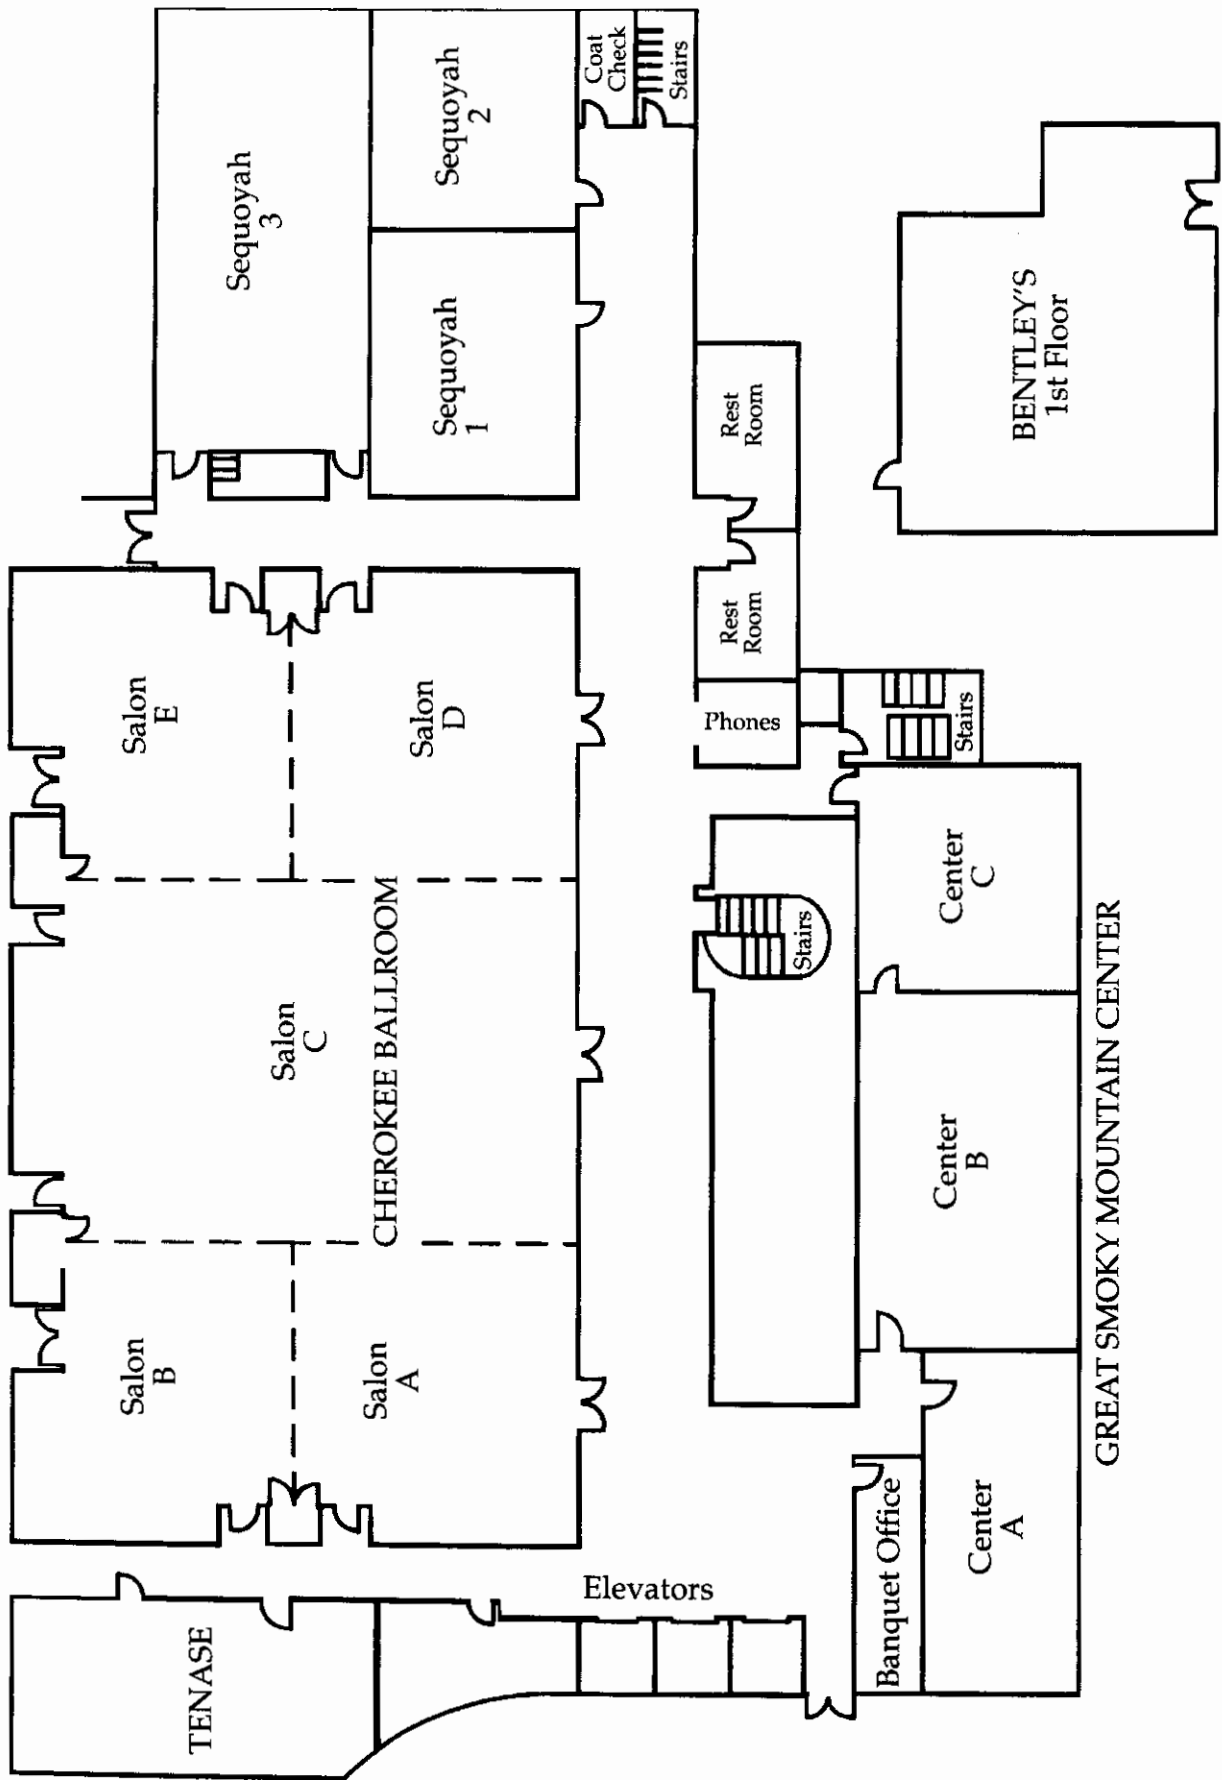 TENASE
Salon
B
Salon
E
Sequoyah
3
Salon
C
CHEROKEE BALLROOM
Salon
A
Salon
D
Sequoyah
1
Sequoyah
2
Elevators
Coat
Check
Stairs
Phones
Rest
Room
Rest
Room
Stairs
Stairs
Banquet Office
Center
A
Center
B
Center
C
GREAT SMOKY MOUNTAIN CENTER
BENTLEY'S
1st Floor